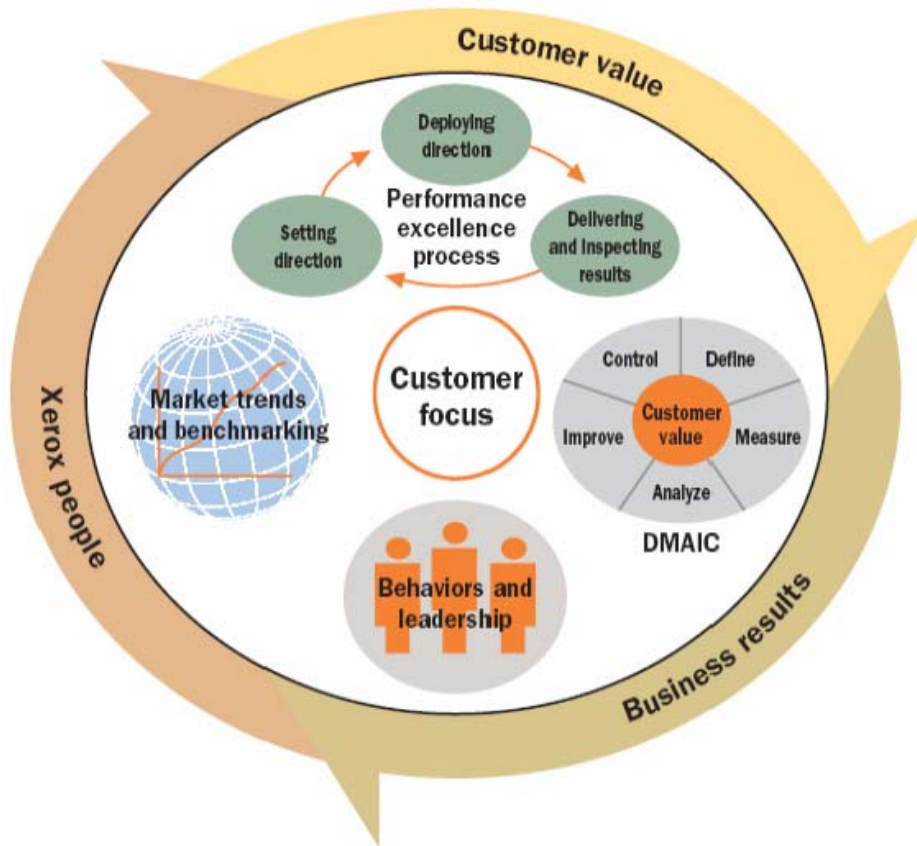 Customer value
Deploying
direction
Performance
excellence
process
Setting
direction
Delivering
and inspecting
results
Customer
focus
Market trends
and benchmarking
Control
Define
Customer
value
Improve
Measure
Analyze
DMAIC
Behaviors and
leadership
Xerox people
Business results